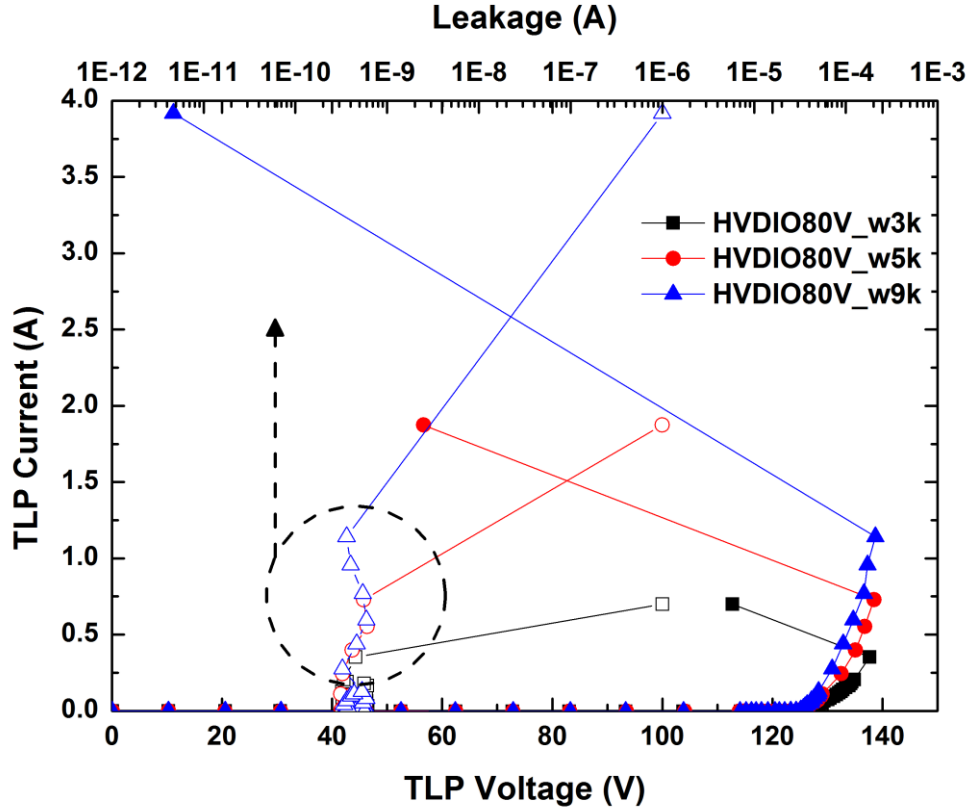 Leakage (A)
1E-12 1E-11 1E-10 1E-9 1E-8 1E-7 1E-6 1E-5 1E-4 1E-3
4.0
3.5
3.0
2.5
2.0
1.5
1.0
0.5
0.0
TLP Current (A)
HVDIO80V_w3k
HVDIO80V_w5k
HVDIO80V_w9k
0 20 40 60 80 100 120 140
TLP Voltage (V)